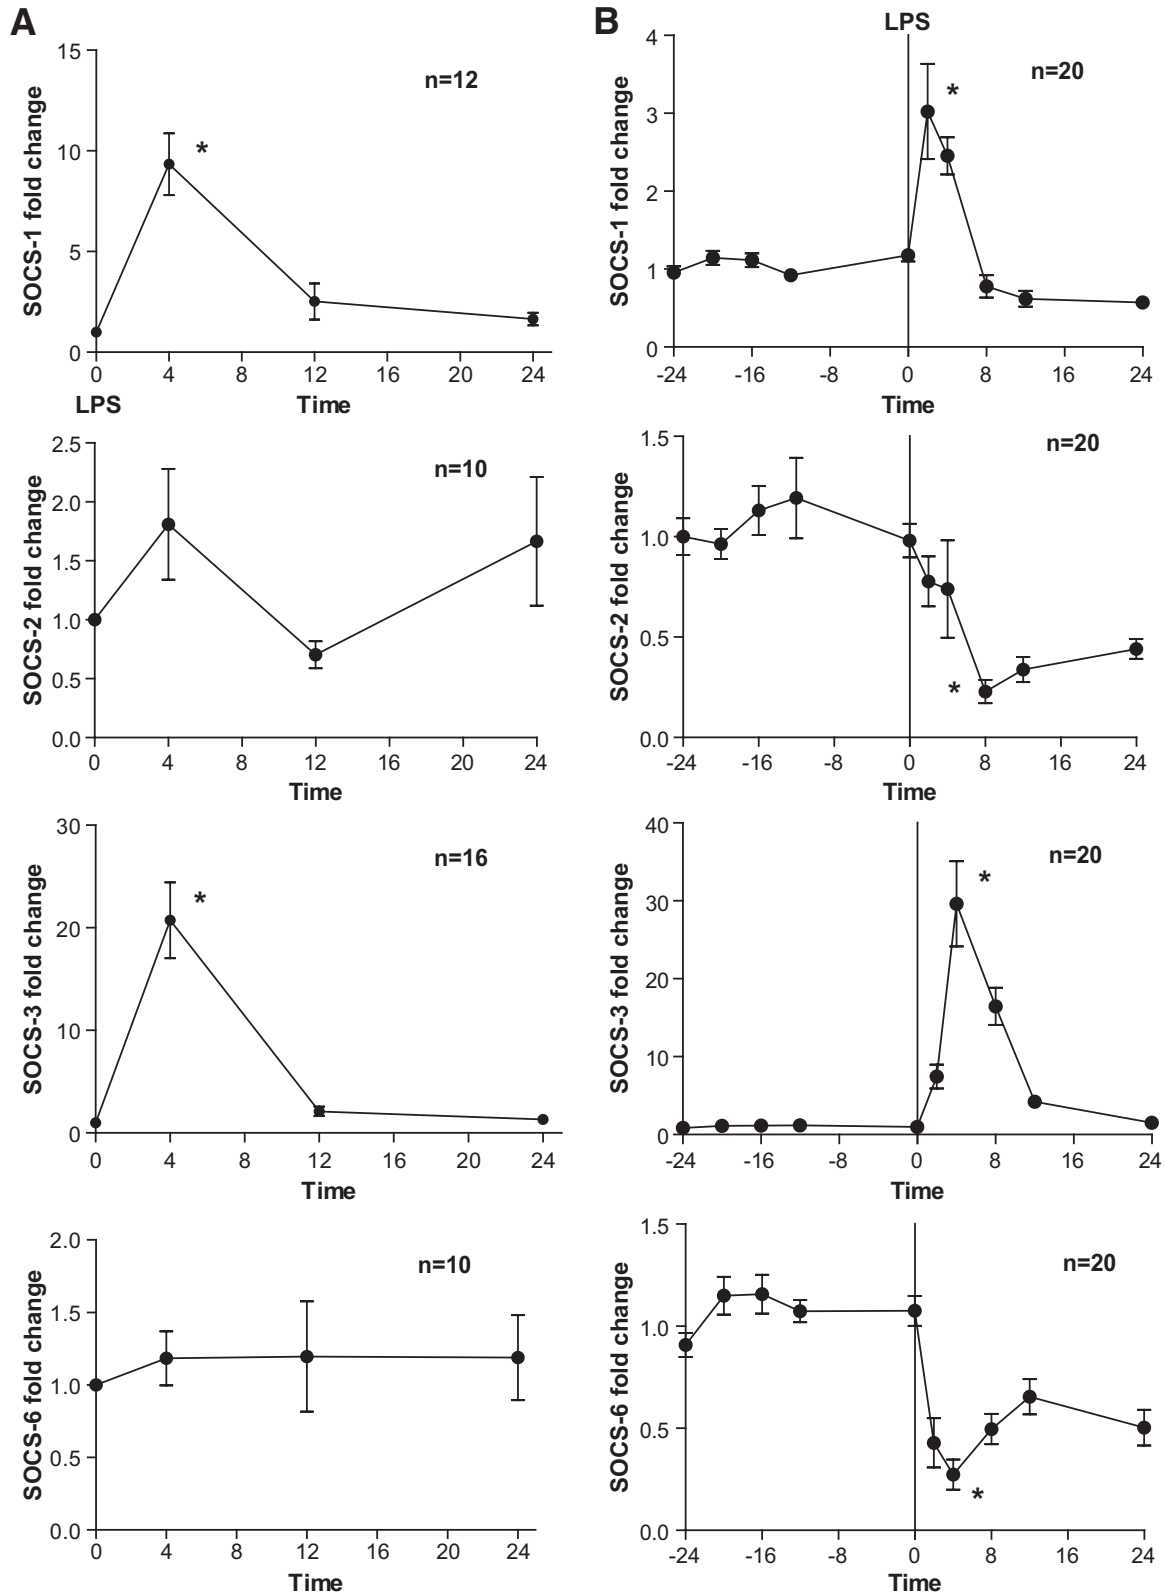 A
SOCS-1 fold change
15
10
5
0
n=12
*
0 4 8 12 16 20 24
LPS
Time
SOCS-2 fold change
2.5
2.0
1.5
1.0
0.5
0.0
n=10
0 4 8 12 16 20 24
Time
SOCS-3 fold change
30
20
10
0
n=16
*
0 4 8 12 16 20 24
Time
SOCS-6 fold change
2.0
1.5
1.0
0.5
0.0
n=10
0 4 8 12 16 20 24
Time
B
LPS
SOCS-1 fold change
4
3
2
1
0
n=20
*
-24 -16 -8 0 8 16 24
Time
SOCS-2 fold change
1.5
1.0
0.5
0.0
n=20
*
-24 -16 -8 0 8 16 24
Time
SOCS-3 fold change
40
30
20
10
0
n=20
*
-24 -16 -8 0 8 16 24
Time
SOCS-6 fold change
1.5
1.0
0.5
0.0
n=20
*
-24 -16 -8 0 8 16 24
Time